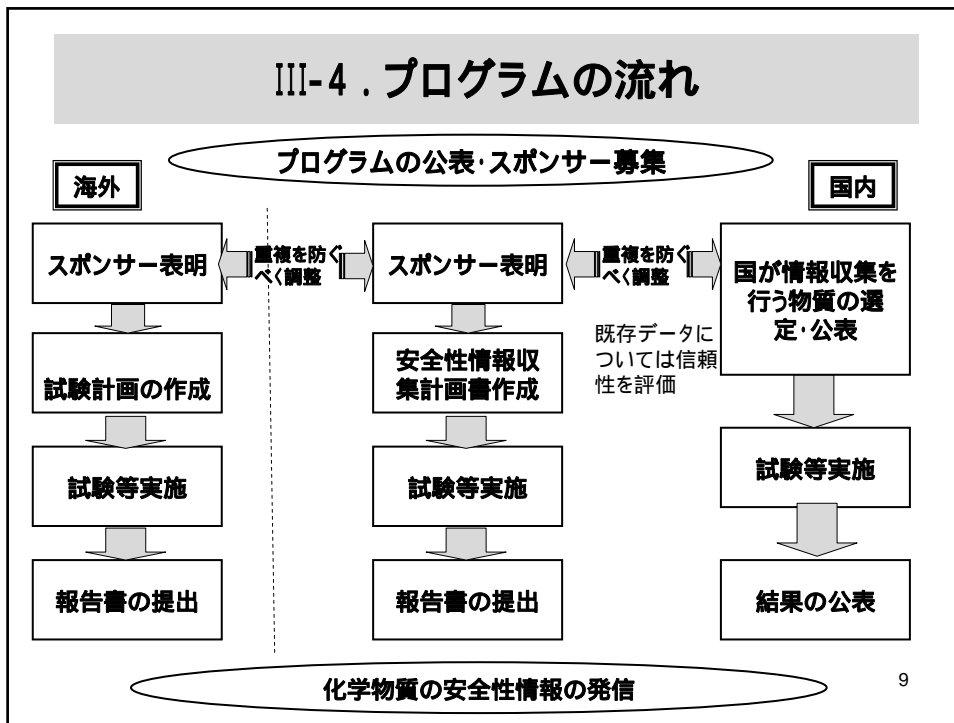 III-4．プログラムの流れ
プログラムの公表･スポンサー募集
海外
国内
スポンサー表明
重複を防ぐ
べく調整
スポンサー表明
重複を防ぐ
べく調整
国が情報収集を
行う物質の選
定･公表
試験計画の作成
安全性情報収
集計画書作成
既存データに
ついては信頼
性を評価
試験等実施
試験等実施
試験等実施
報告書の提出
報告書の提出
結果の公表
化学物質の安全性情報の発信
9